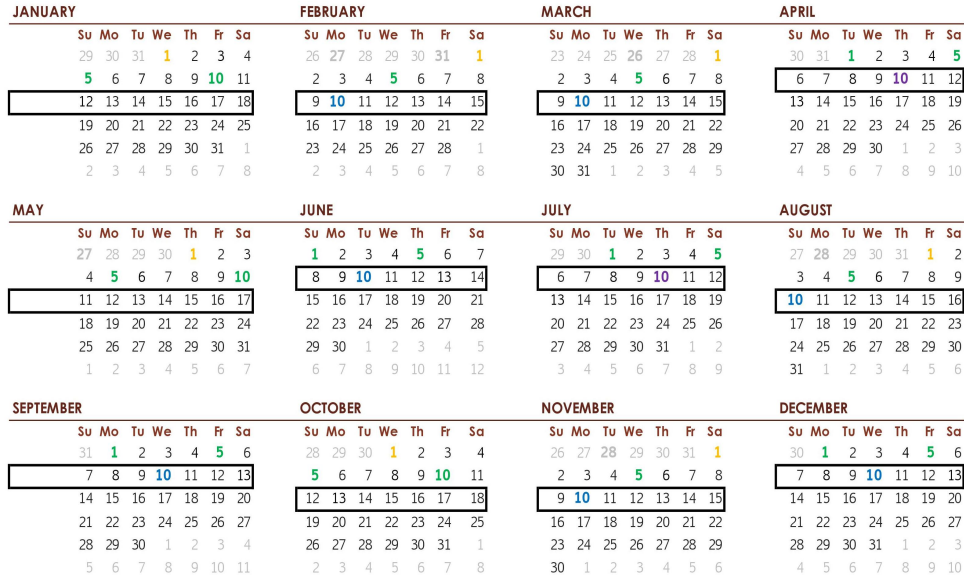 JANUARY FEBRUARY MARCH APRIL
Su Mo Tu We Th Fr Sa Su Mo Tu We Th Fr Sa Su Mo Tu We Th Fr Sa Su Mo Tu We Th Fr Sa
29 30 31 1 2 3 4 26 27 28 29 30 31 1 23 24 25 26 27 28 1 30 31 1 2 3 4 5
5 6 7 8 9 10 11 2 3 4 5 6 7 8 2 3 4 5 6 7 8 6 7 8 9 10 11 12
12 13 14 15 16 17 18 9 10 11 12 13 14 15 9 10 11 12 13 14 15 13 14 15 16 17 18 19
19 20 21 22 23 24 25 16 17 18 19 20 21 22 16 17 18 19 20 21 22 20 21 22 23 24 25 26
26 27 28 29 30 31 1 23 24 25 26 27 28 1 23 24 25 26 27 28 29 27 28 29 30 1 2 3
2 3 4 5 6 7 8 2 3 4 5 6 7 8 30 31 1 2 3 4 5 4 5 6 7 8 9 10
MAY JUNE JULY AUGUST
Su Mo Tu We Th Fr Sa Su Mo Tu We Th Fr Sa Su Mo Tu We Th Fr Sa Su Mo Tu We Th Fr Sa
27 28 29 30 1 2 3 1 2 3 4 5 6 7 29 30 1 2 3 4 5 27 28 29 30 31 1 2
4 5 6 7 8 9 10 8 9 10 11 12 13 14 6 7 8 9 10 11 12 3 4 5 6 7 8 9
11 12 13 14 15 16 17 15 16 17 18 19 20 21 13 14 15 16 17 18 19 10 11 12 13 14 15 16
18 19 20 21 22 23 24 22 23 24 25 26 27 28 20 21 22 23 24 25 26 17 18 19 20 21 22 23
25 26 27 28 29 30 31 29 30 1 2 3 4 5 27 28 29 30 31 1 2 24 25 26 27 28 29 30
1 2 3 4 5 6 7 6 7 8 9 10 11 12 3 4 5 6 7 8 9 31 1 2 3 4 5 6
SEPTEMBER OCTOBER NOVEMBER DECEMBER
Su Mo Tu We Th Fr Sa Su Mo Tu We Th Fr Sa Su Mo Tu We Th Fr Sa Su Mo Tu We Th Fr Sa
31 1 2 3 4 5 6 28 29 30 1 2 3 4 26 27 28 29 30 31 1 30 1 2 3 4 5 6
7 8 9 10 11 12 13 5 6 7 8 9 10 11 2 3 4 5 6 7 8 7 8 9 10 11 12 13
14 15 16 17 18 19 20 12 13 14 15 16 17 18 9 10 11 12 13 14 15 14 15 16 17 18 19 20
21 22 23 24 25 26 27 19 20 21 22 23 24 25 16 17 18 19 20 21 22 21 22 23 24 25 26 27
28 29 30 1 2 3 4 26 27 28 29 30 31 1 23 24 25 26 27 28 29 28 29 30 31 1 2 3
5 6 7 8 9 10 11 2 3 4 5 6 7 8 30 1 2 3 4 5 6 4 5 6 7 8 9 10